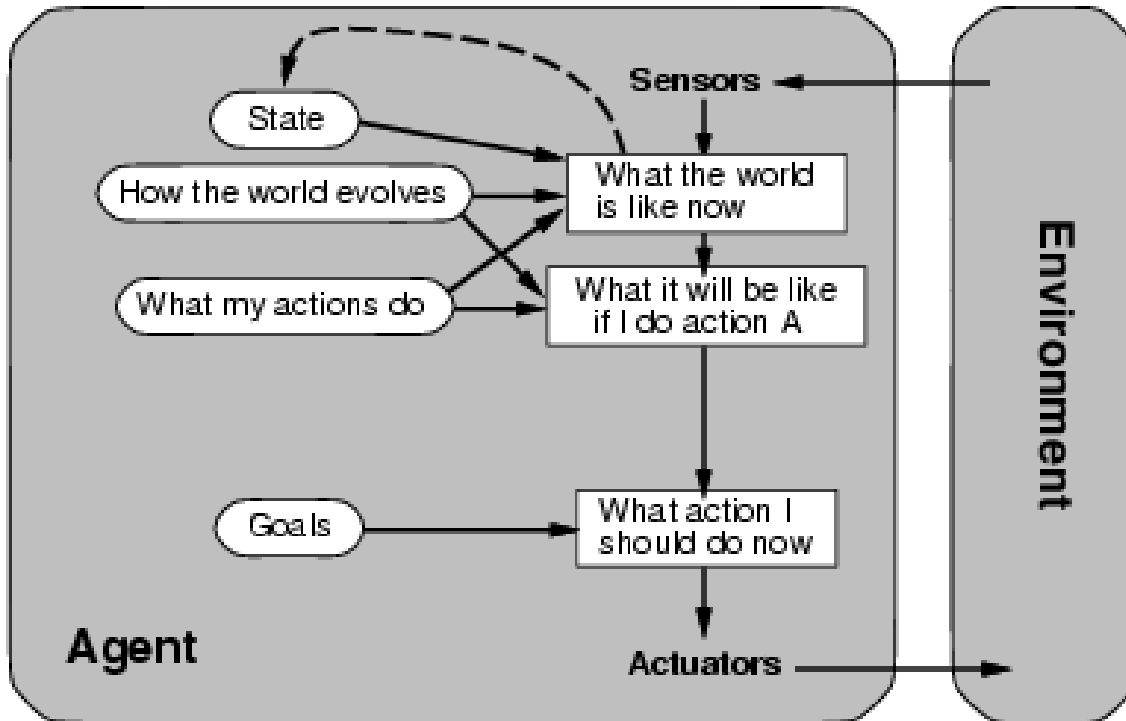 Sensors
State
What the world
is like now
How the world evolves
What my actions do
What it will be like
if I do action A
Environment
Goals
What action I
should do now
Agent
Actuators